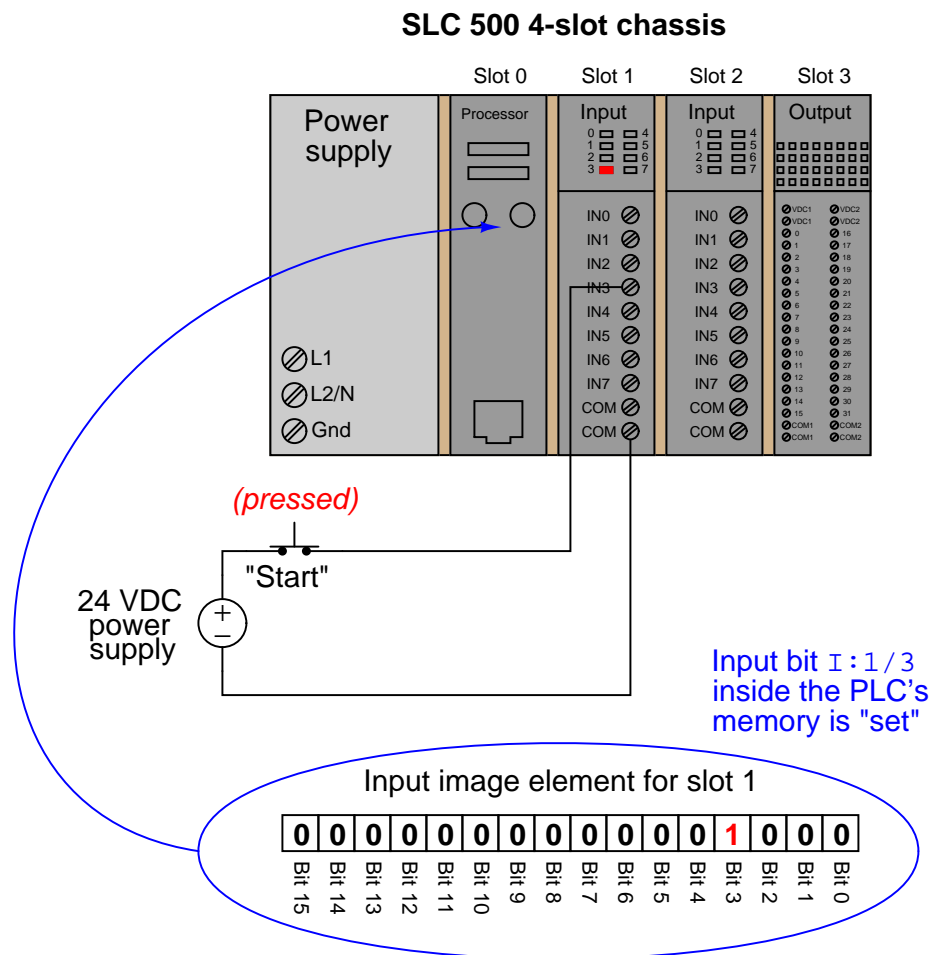 SLC 500 4-slot chassis
Slot 0 Slot 1 Slot 2 Slot 3
Power
supply
L1
L2/N
Gnd
Processor
Input
0 4
1 5
2 6
3 7
IN0
IN1
IN2
IN3
IN4
IN5
IN6
IN7
COM
COM
Input
0 4
1 5
2 6
3 7
IN0
IN1
IN2
IN3
IN4
IN5
IN6
IN7
COM
COM
Output
VDC1 VDC2
VDC1 VDC2
0 16
1 17
2 18
3 19
4 20
5 21
6 22
7 23
8 24
9 25
10 26
11 27
12 28
13 29
14 30
15 31
COM1 COM2
COM1 COM2
(pressed)
"Start"
24 VDC
power
supply
+
−
Input bit I:1/3
inside the PLC's
memory is "set"
Input image element for slot 1
0 0 0 0 0 0 0 0 0 0 0 0 1 0 0 0
Bit 15 Bit 14 Bit 13 Bit 12 Bit 11 Bit 10 Bit 9 Bit 8 Bit 7 Bit 6 Bit 5 Bit 4 Bit 3 Bit 2 Bit 1 Bit 0